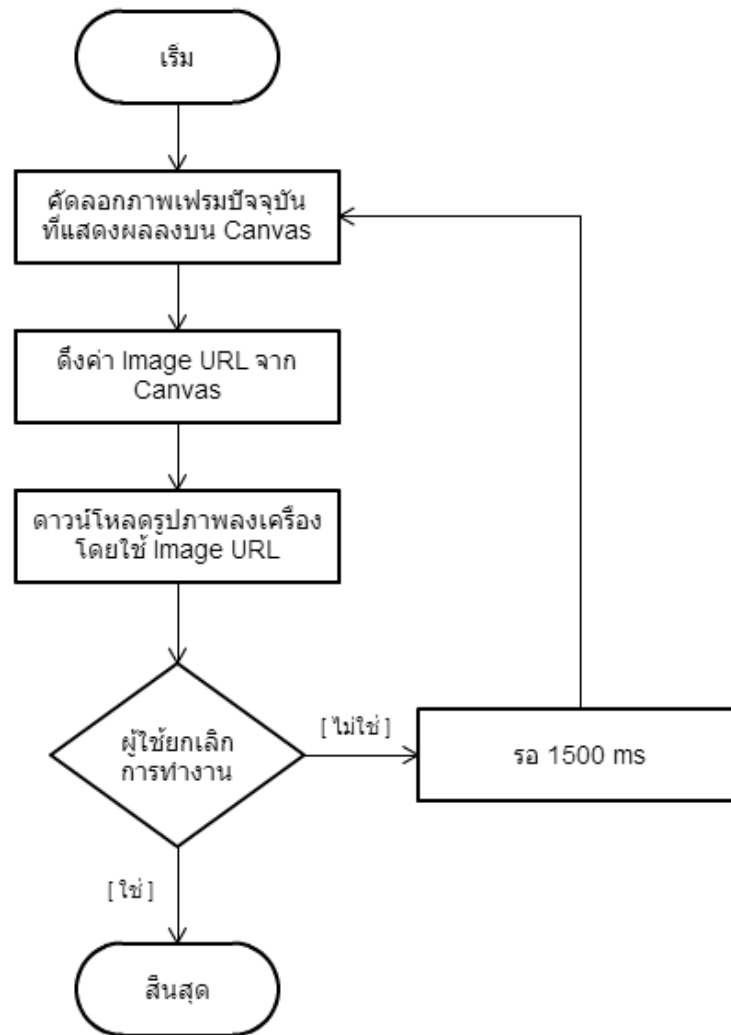 เริ่ม
คัดลอกภาพเฟรมปัจจุบัน
ที่แสดงผลลงบน Canvas
ดึงค่า Image URL จาก
Canvas
ดาวน์โหลดรูปภาพลงเครื่อง
โดยใช้ Image URL
ผู้ใช้ยกเลิก
การทำงาน
[ ไม่ใช่ ]
รอ 1500 ms
[ ใช่ ]
สิ้นสุด